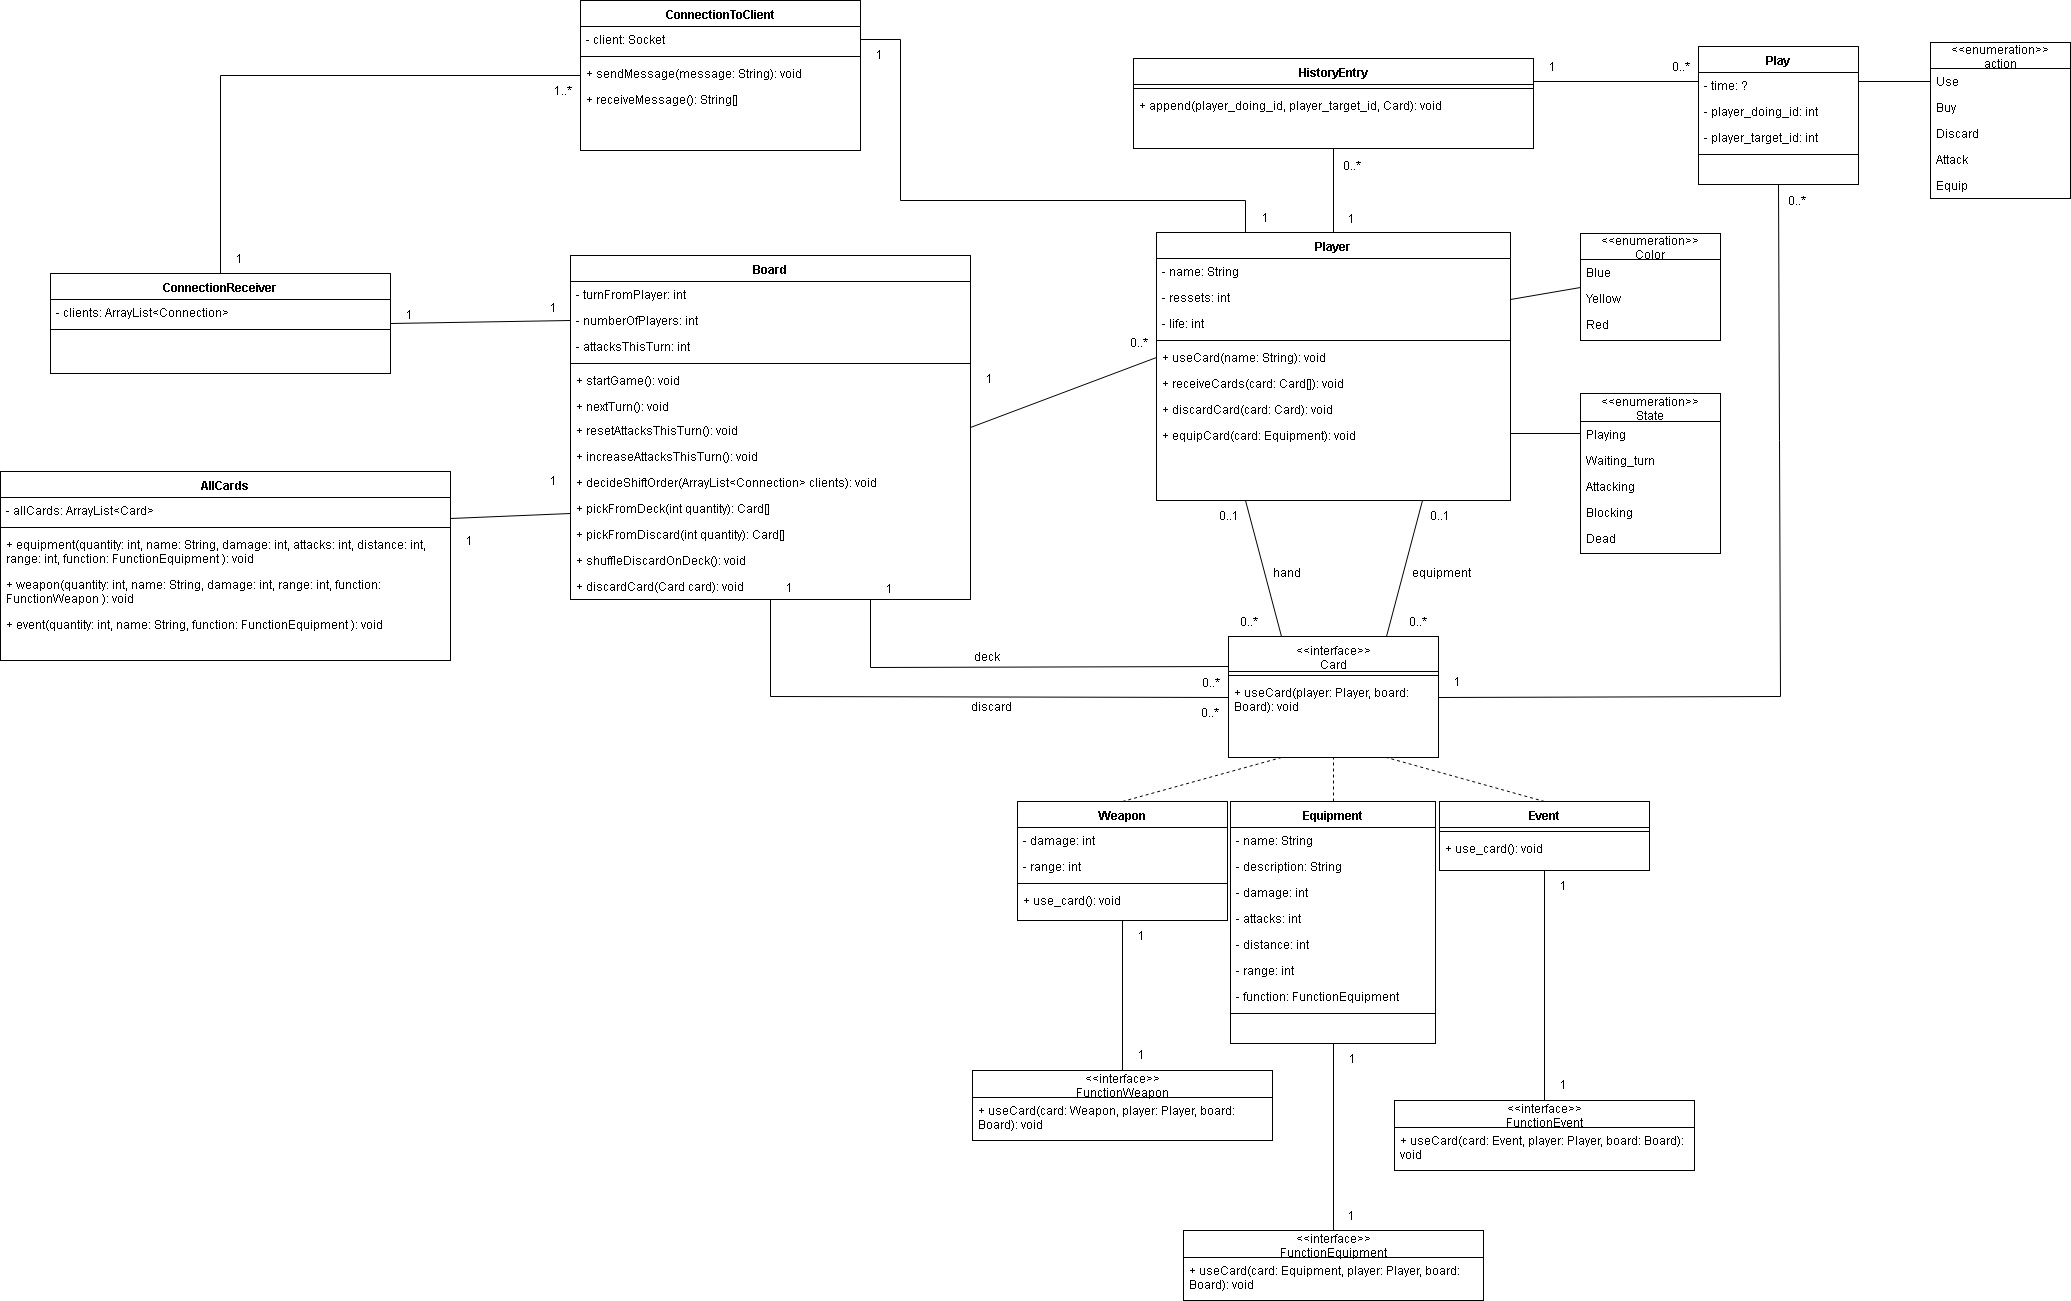 ConnectionToClient
- client: Socket
+ sendMessage(message: String): void
+ receiveMessage(): String[]
1
1..*
HistoryEntry
+ append(player_doing_id, player_target_id, Card): void
1
0..*
0..*
1
1
Play
- time: ?
- player_doing_id: int
- player_target_id: int
0..*
<<enumeration>>
action
Use
Buy
Discard
Attack
Equip
1
ConnectionReceiver
- clients: ArrayList<Connection>
1
1
Board
- turnFromPlayer: int
- numberOfPlayers: int
- attacksThisTurn: int
+ startGame(): void
+ nextTurn(): void
+ resetAttacksThisTurn(): void
+ increaseAttacksThisTurn(): void
+ decideShiftOrder(ArrayList<Connection> clients): void
+ pickFromDeck(int quantity): Card[]
+ pickFromDiscard(int quantity): Card[]
+ shuffleDiscardOnDeck(): void
+ discardCard(Card card): void
1
1
1
0..*
Player
- name: String
- ressets: int
- life: int
+ useCard(name: String): void
+ receiveCards(card: Card[]): void
+ discardCard(card: Card): void
+ equipCard(card: Equipment): void
<<enumeration>>
Color
Blue
Yellow
Red
<<enumeration>>
State
Playing
Waiting_turn
Attacking
Blocking
Dead
AllCards
- allCards: ArrayList<Card>
+ equipment(quantity: int, name: String, damage: int, attacks: int, distance: int,
range: int, function: FunctionEquipment ): void
+ weapon(quantity: int, name: String, damage: int, range: int, function:
FunctionWeapon ): void
+ event(quantity: int, name: String, function: FunctionEquipment ): void
1
1
0..1
0..1
hand
equipment
0..*
0..*
deck
0..*
discard
0..*
<<interface>>
Card
+ useCard(player: Player, board:
Board): void
1
Weapon
- damage: int
- range: int
+ use_card(): void
1
Equipment
- name: String
- description: String
- damage: int
- attacks: int
- distance: int
- range: int
- function: FunctionEquipment
1
Event
+ use_card(): void
1
1
<<interface>>
FunctionWeapon
+ useCard(card: Weapon, player: Player, board:
Board): void
1
<<interface>>
FunctionEvent
+ useCard(card: Event, player: Player, board: Board):
void
1
<<interface>>
FunctionEquipment
+ useCard(card: Equipment, player: Player, board:
Board): void